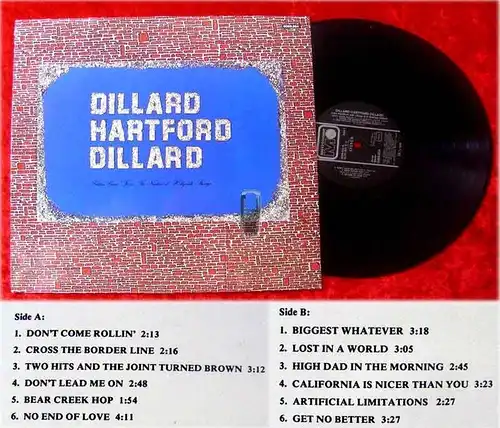 DILLARD
HARTFORD
DILLARD
DILLARD HARTFORD DILLARD
Side A:
1. DON'T COME ROLLIN' 2:13
2. CROSS THE BORDER LINE 2:16
3. TWO HITS AND THE JOINT TURNED BROWN 3:12
4. DON'T LEAD ME ON 2:48
5. BEAR CREEK HOP 1:54
6. NO END OF LOVE 4:11
Side B:
1. BIGGEST WHATEVER 3:18
2. LOST IN A WORLD 3:05
3. HIGH DAD IN THE MORNING 2:45
4. CALIFORNIA IS NICER THAN YOU 3:23
5. ARTIFICIAL LIMITATIONS 2:27
6. GET NO BETTER 3:27